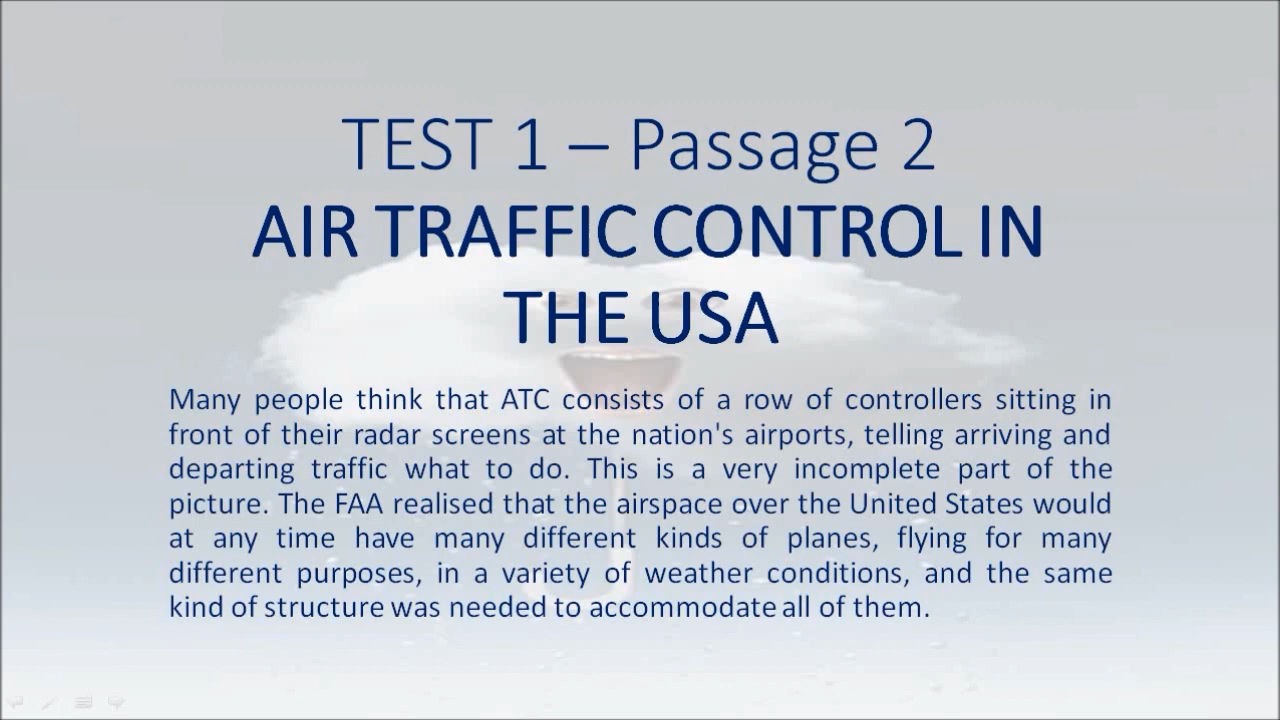 TEST 1 – Passage 2
AIR TRAFFIC CONTROL IN
THE USA
Many people think that ATC consists of a row of controllers sitting in
front of their radar screens at the nation's airports, telling arriving and
departing traffic what to do. This is a very incomplete part of the
picture. The FAA realised that the airspace over the United States would
at any time have many different kinds of planes, flying for many
different purposes, in a variety of weather conditions, and the same
kind of structure was needed to accommodate all of them.